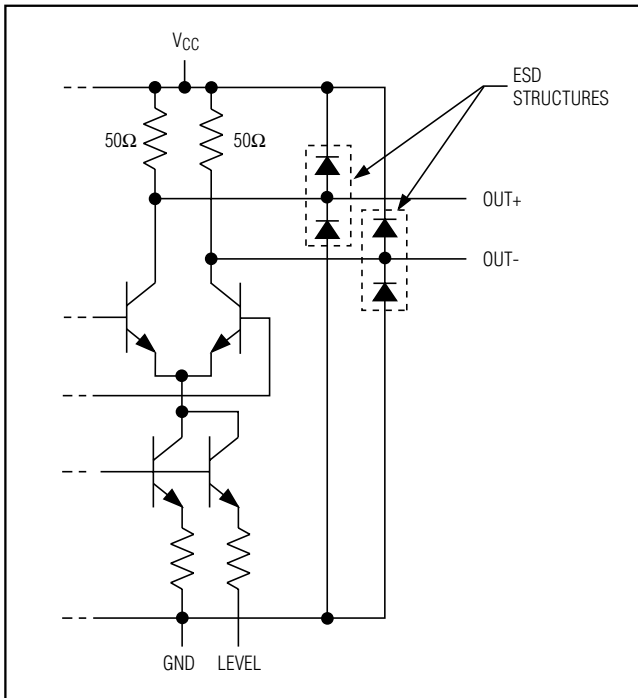 VCC
ESD
STRUCTURES
50Ω
50Ω
OUT+
OUT-
GND
LEVEL